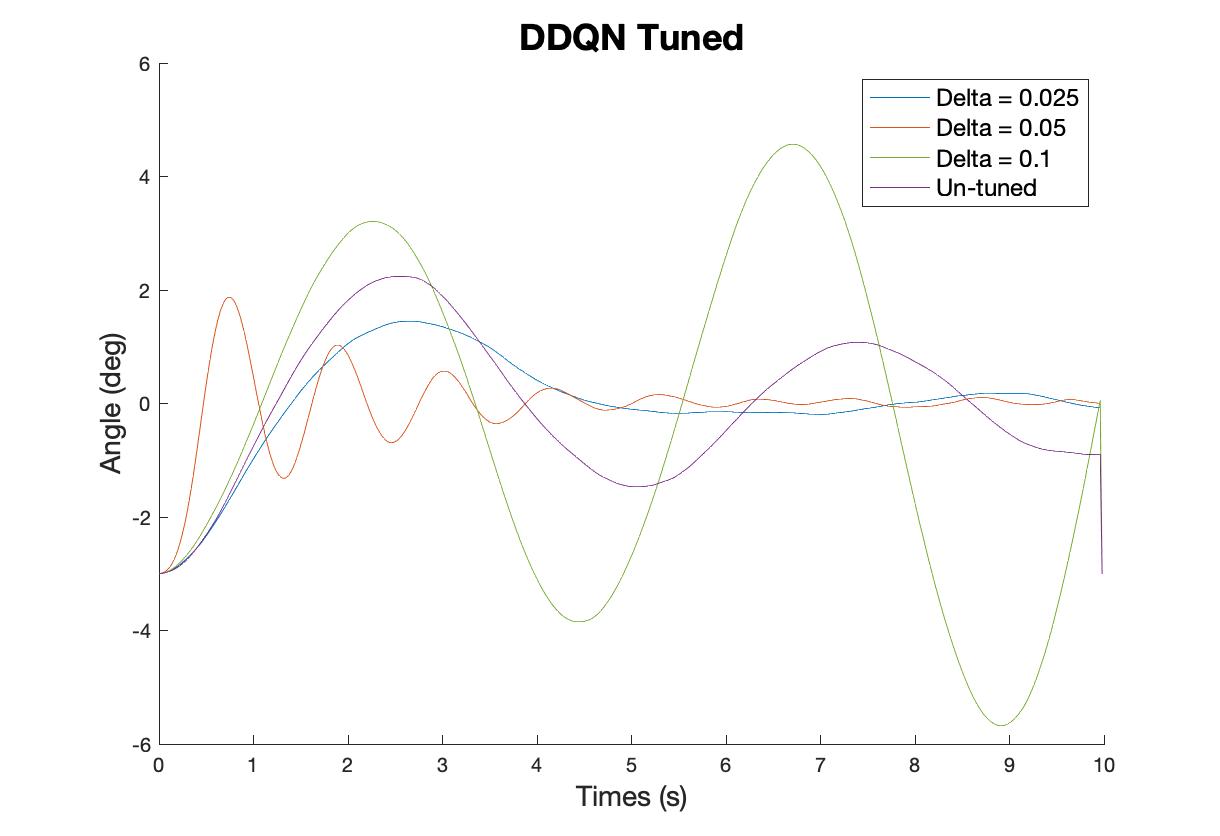 DDQN Tuned
6
4
2
0
-2
-4
-6
Angle (deg)
Delta = 0.025
Delta = 0.05
Delta = 0.1
Un-tuned
0 1 2 3 4 5 6 7 8 9 10
Times (s)